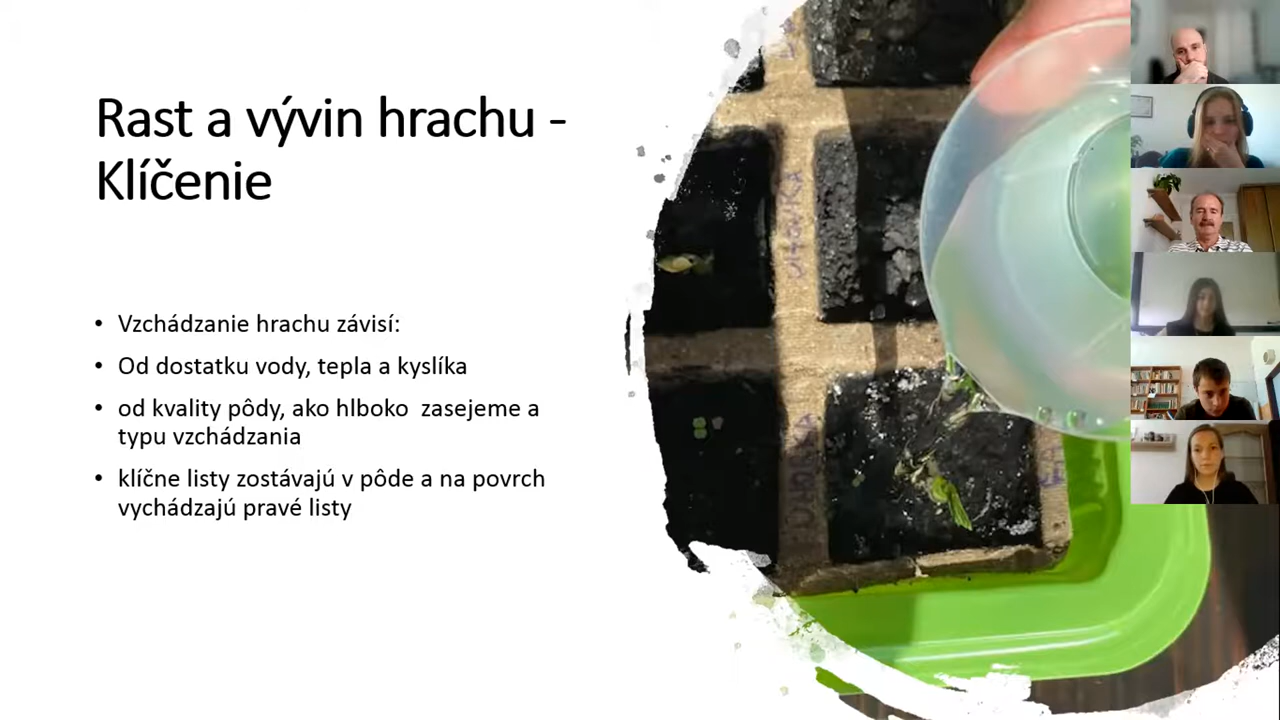 Rast a vývin hrachu -
Klíčenie
• Vzchádzanie hrachu závisí:
• Od dostatku vody, tepla a kyslíka
• od kvality pôdy, ako hlboko zasejeme a
typu vzchádzania
• klíčne listy zostávajú v pôde a na povrch
vychádzajú pravé listy